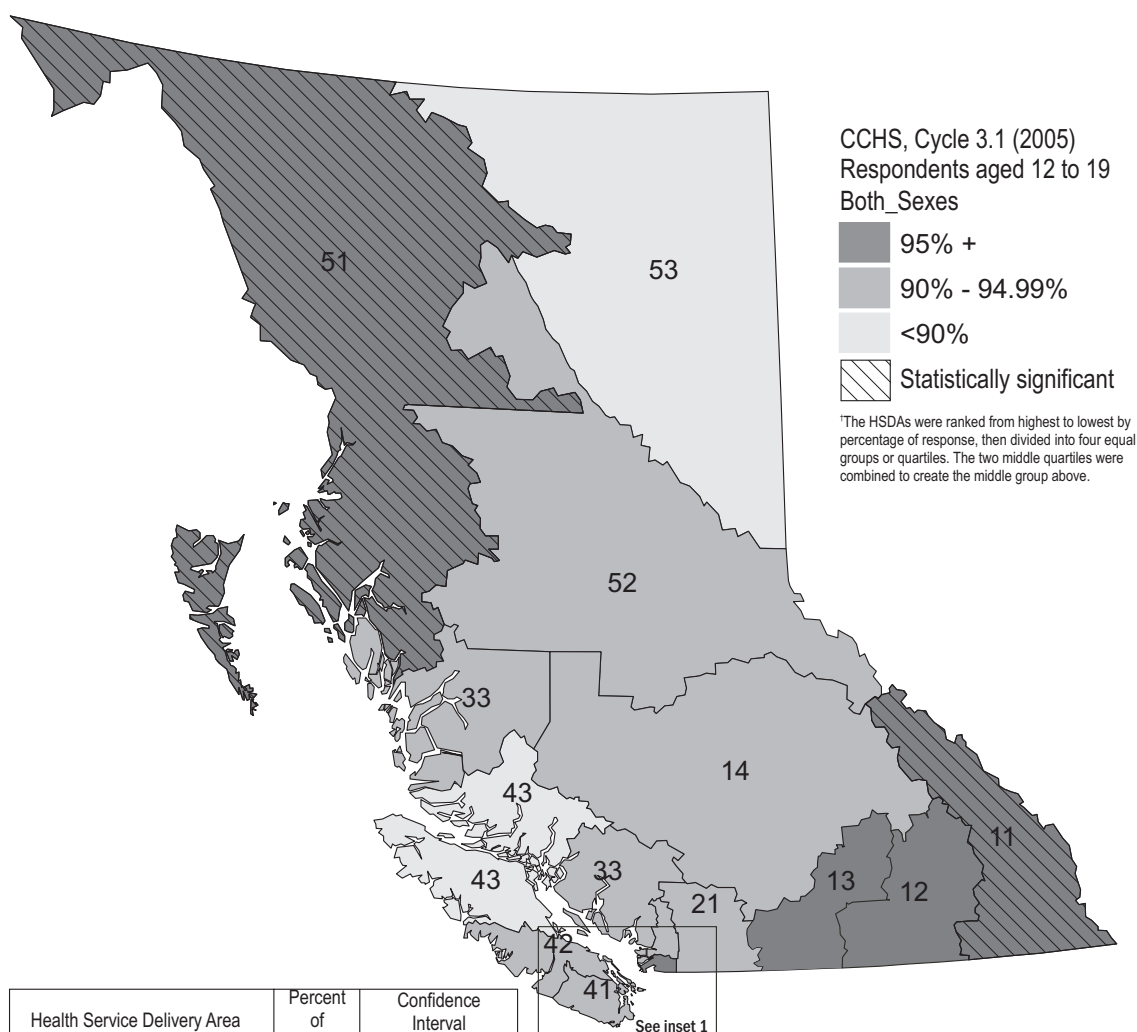 CCHS, Cycle 3.1 (2005)
Respondents aged 12 to 19
Both_Sexes
95% +
90% - 94.99%
<90%
Statistically significant
¹The HSDAs were ranked from highest to lowest by
percentage of response, then divided into four equal
groups or quartiles. The two middle quartiles were
combined to create the middle group above.
51
53
52
33
14
43
11
33
13
12
43
21
42
41
See inset 1
Health Service Delivery Area
Percent
of
Confidence
Interval